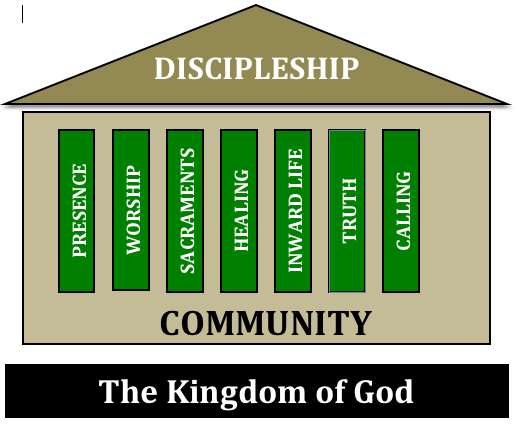 DISCIPLESHIP
PRESENCE
WORSHIP
SACRAMENTS
HEALING
INWARD LIFE
TRUTH
CALLING
COMMUNITY
The Kingdom of God